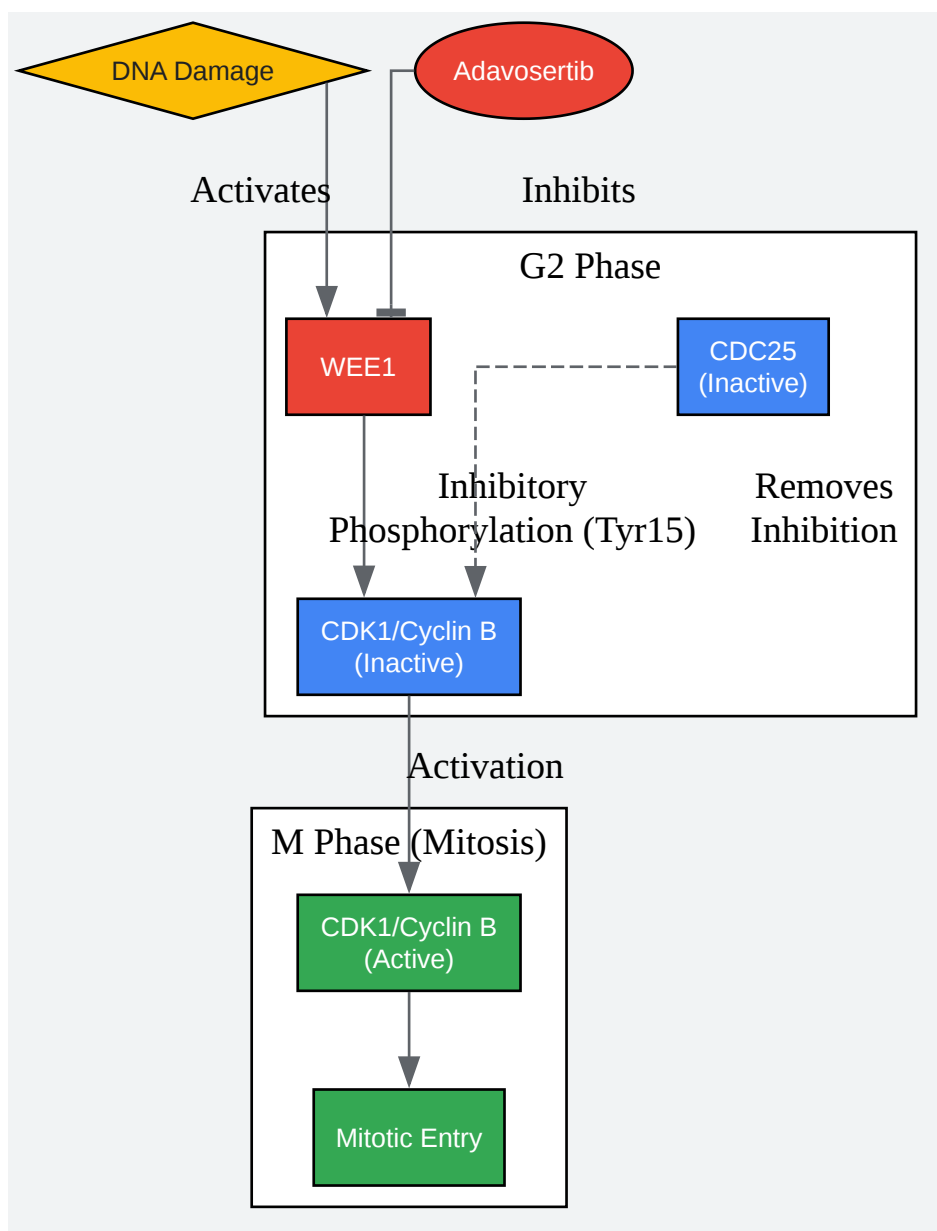 DNA Damage
Adavosertib
Activates
Inhibits
G2 Phase
WEE1
CDC25
(Inactive)
Inhibitory
Phosphorylation (Tyr15)
Removes
Inhibition
CDK1/Cyclin B
(Inactive)
Activation
M Phase (Mitosis)
CDK1/Cyclin B
(Active)
Mitotic Entry